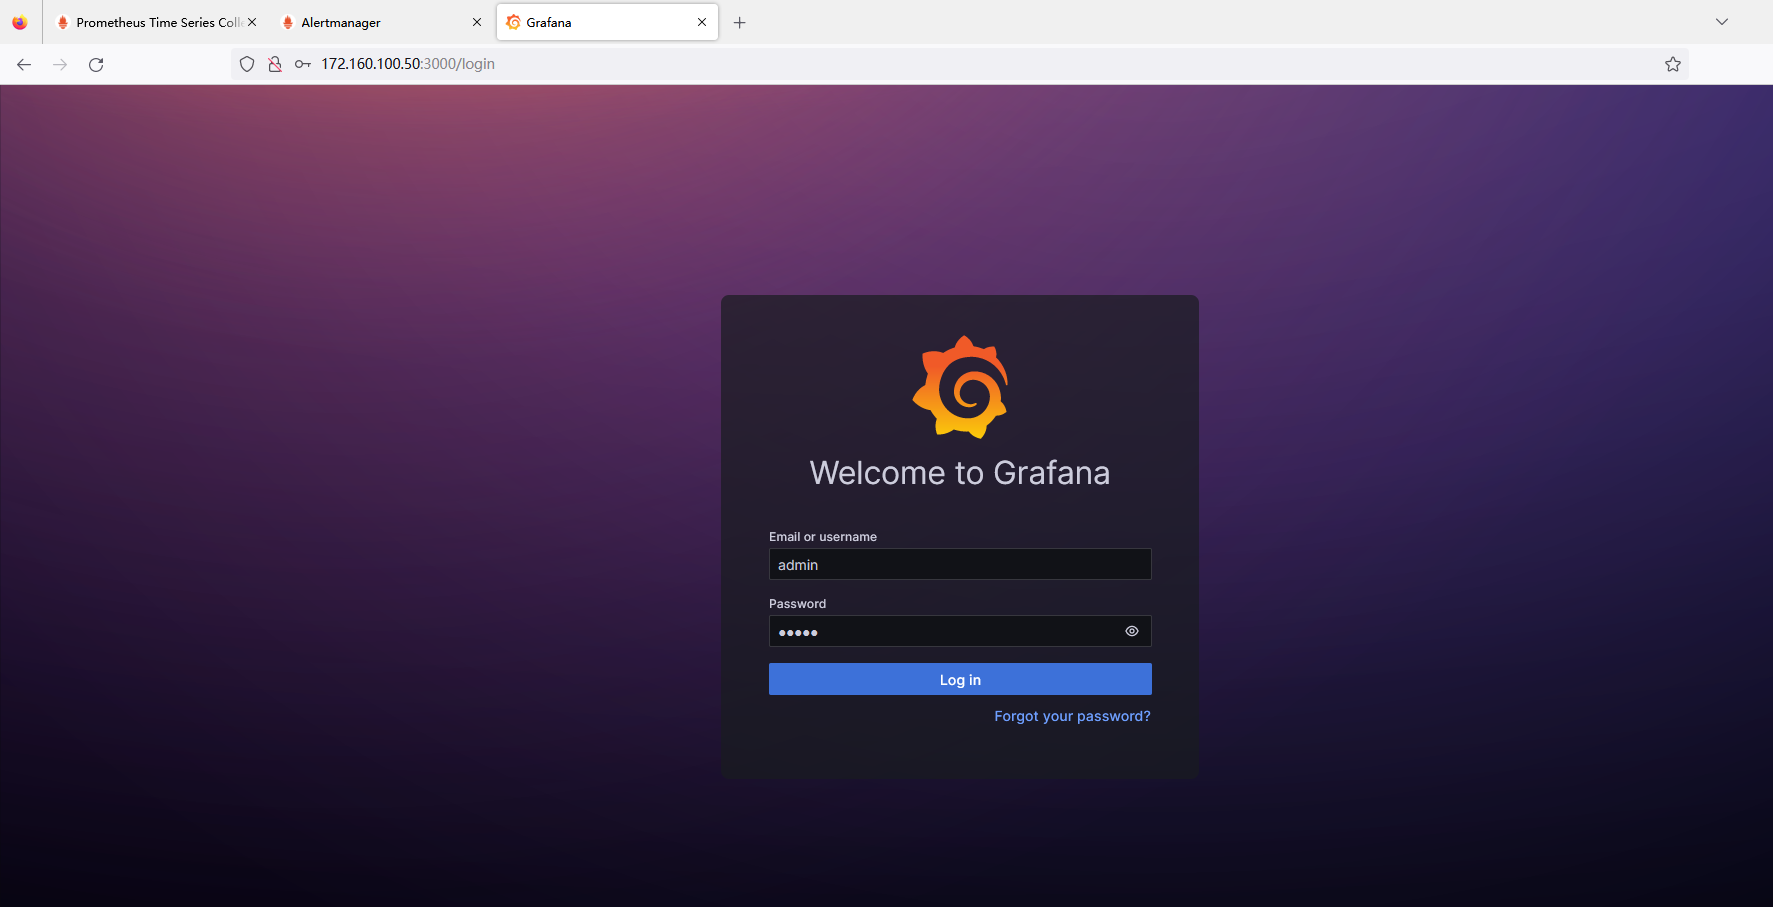 Prometheus Time Series Coll
Alertmanager
Grafana
172.160.100.50:3000/login
Welcome to Grafana
Email or username
admin
Password
•••••
Log in
Forgot your password?